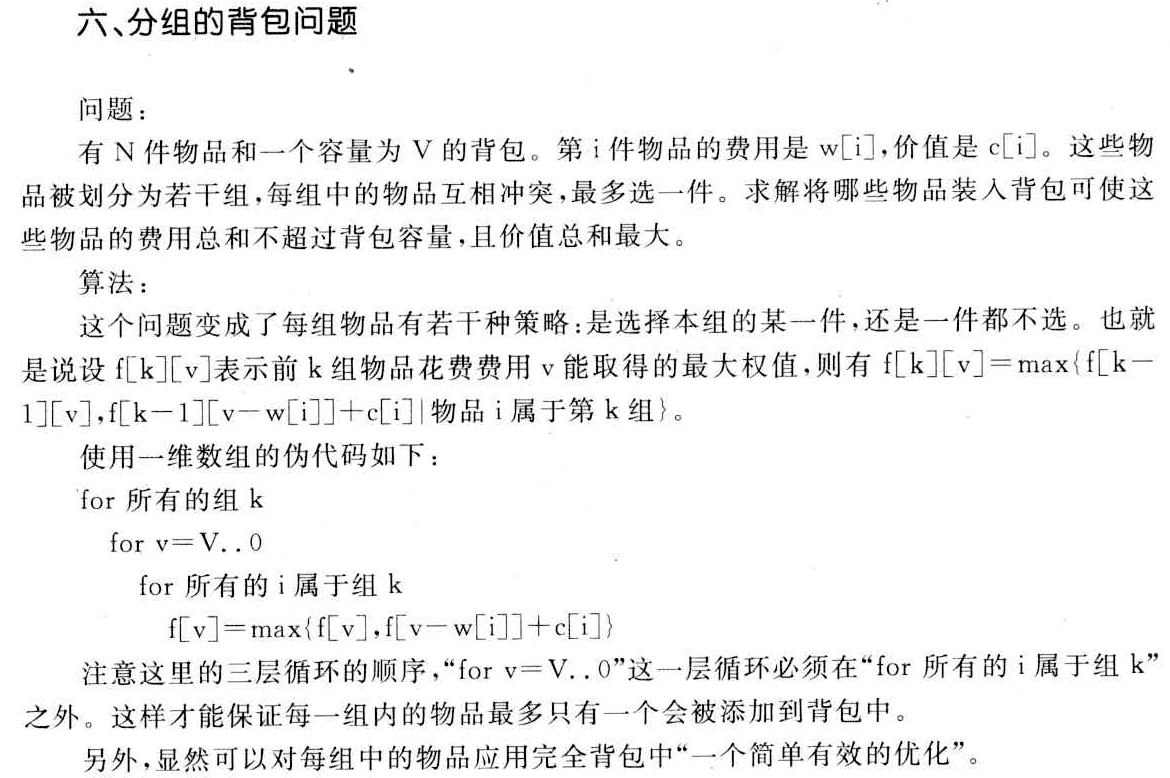 六、分组的背包问题
问题:
有 N 件物品和一个容量为 V 的背包。第 i 件物品的费用是 w[i],价值是 c[i]。这些物
品被划分为若干组,每组中的物品互相冲突,最多选一件。求解将哪些物品装入背包可使这
些物品的费用总和不超过背包容量,且价值总和最大。
算法:
这个问题变成了每组物品有若干种策略:是选择本组的某一件,还是一件都不选。也就
是说设 f[k][v]表示前 k 组物品花费费用 v 能取得的最大权值,则有 f[k][v]=max{f[k-
1][v],f[k-1][v-w[i]]+c[i]|物品 i 属于第 k 组}。
使用一维数组的伪代码如下:
for 所有的组 k
for v=V..0
for 所有的 i 属于组 k
f[v]=max{f[v],f[v-w[i]]+c[i]}
注意这里的三层循环的顺序,“for v=V..0”这一层循环必须在“for 所有的 i 属于组 k”
之外。这样才能保证每一组内的物品最多只有一个会被添加到背包中。
另外,显然可以对每组中的物品应用完全背包中“一个简单有效的优化”。